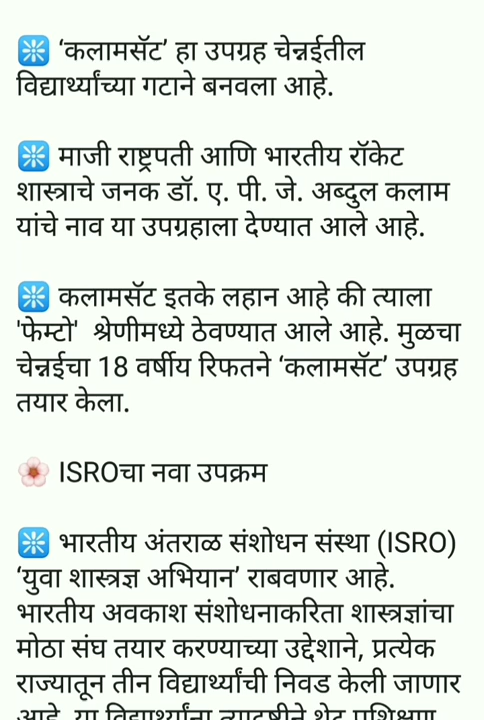 ❇️ ‘कलामसॅट’ हा उपग्रह चेन्नईतील
विद्यार्थ्यांच्या गटाने बनवला आहे.
❇️ माजी राष्ट्रपती आणि भारतीय रॉकेट
शास्त्राचे जनक डॉ. ए. पी. जे. अब्दुल कलाम
यांचे नाव या उपग्रहाला देण्यात आले आहे.
❇️ कलामसॅट इतके लहान आहे की त्याला
'फेम्टो' श्रेणीमध्ये ठेवण्यात आले आहे. मुळचा
चेन्नईचा 18 वर्षीय रिफतने ‘कलामसॅट’ उपग्रह
तयार केला.
🌸 ISROचा नवा उपक्रम
❇️ भारतीय अंतराळ संशोधन संस्था (ISRO)
‘युवा शास्त्रज्ञ अभियान’ राबवणार आहे.
भारतीय अवकाश संशोधनाकरिता शास्त्रज्ञांचा
मोठा संघ तयार करण्याच्या उद्देशाने, प्रत्येक
राज्यातून तीन विद्यार्थ्यांची निवड केली जाणार
आहे. या विद्यार्थ्यांना त्यादृष्टीने थेट प्रशिक्षण